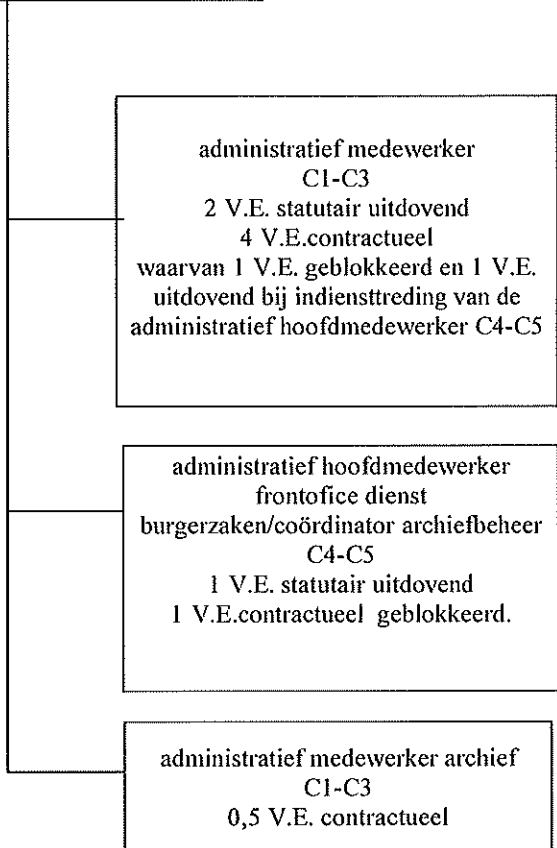 administratief medewerker
C1-C3
2 V.E. statutair uitdovend
4 V.E.contractueel
waarvan 1 V.E. geblokkeerd en 1 V.E.
uitdovend bij indiensttreding van de
administratief hoofdmedewerker C4-C5
administratief hoofdmedewerker
frontofice dienst
burgerzaken/coördinator archiefbeheer
C4-C5
1 V.E. statutair uitdovend
1 V.E.contractueel geblokkeerd.
administratief medewerker archief
C1-C3
0,5 V.E. contractueel